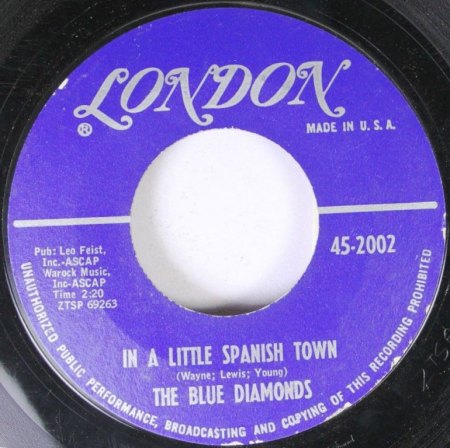 LONDON
®
MADE IN U. S. A.
Pub: Leo Feist,
Inc.-ASCAP
Warock Music,
Inc-ASCAP
Time 2:20
ZTSP 69263
45-2002
IN A LITTLE SPANISH TOWN
(Wayne; Lewis; Young)
THE BLUE DIAMONDS
UNAUTHORIZED PUBLIC PERFORMANCE, BROADCASTING AND COPYING OF THIS RECORDING PROHIBITED